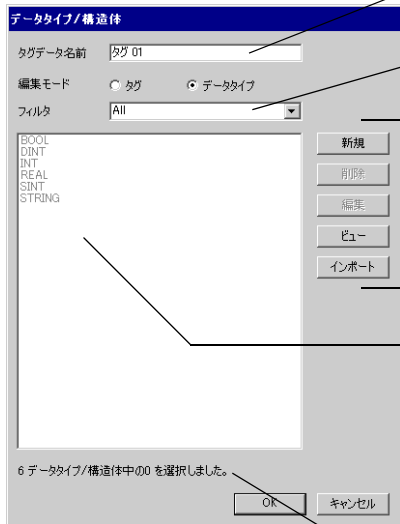 データタイプ/構造体
タグデータ名前 タグ 01
編集モード タグ データタイプ
フィルタ All
BOOL
DINT
INT
REAL
SINT
STRING
新規
削除
編集
ビュー
インポート
6 データタイプ/構造体中の0 を選択しました。
OK キャンセル